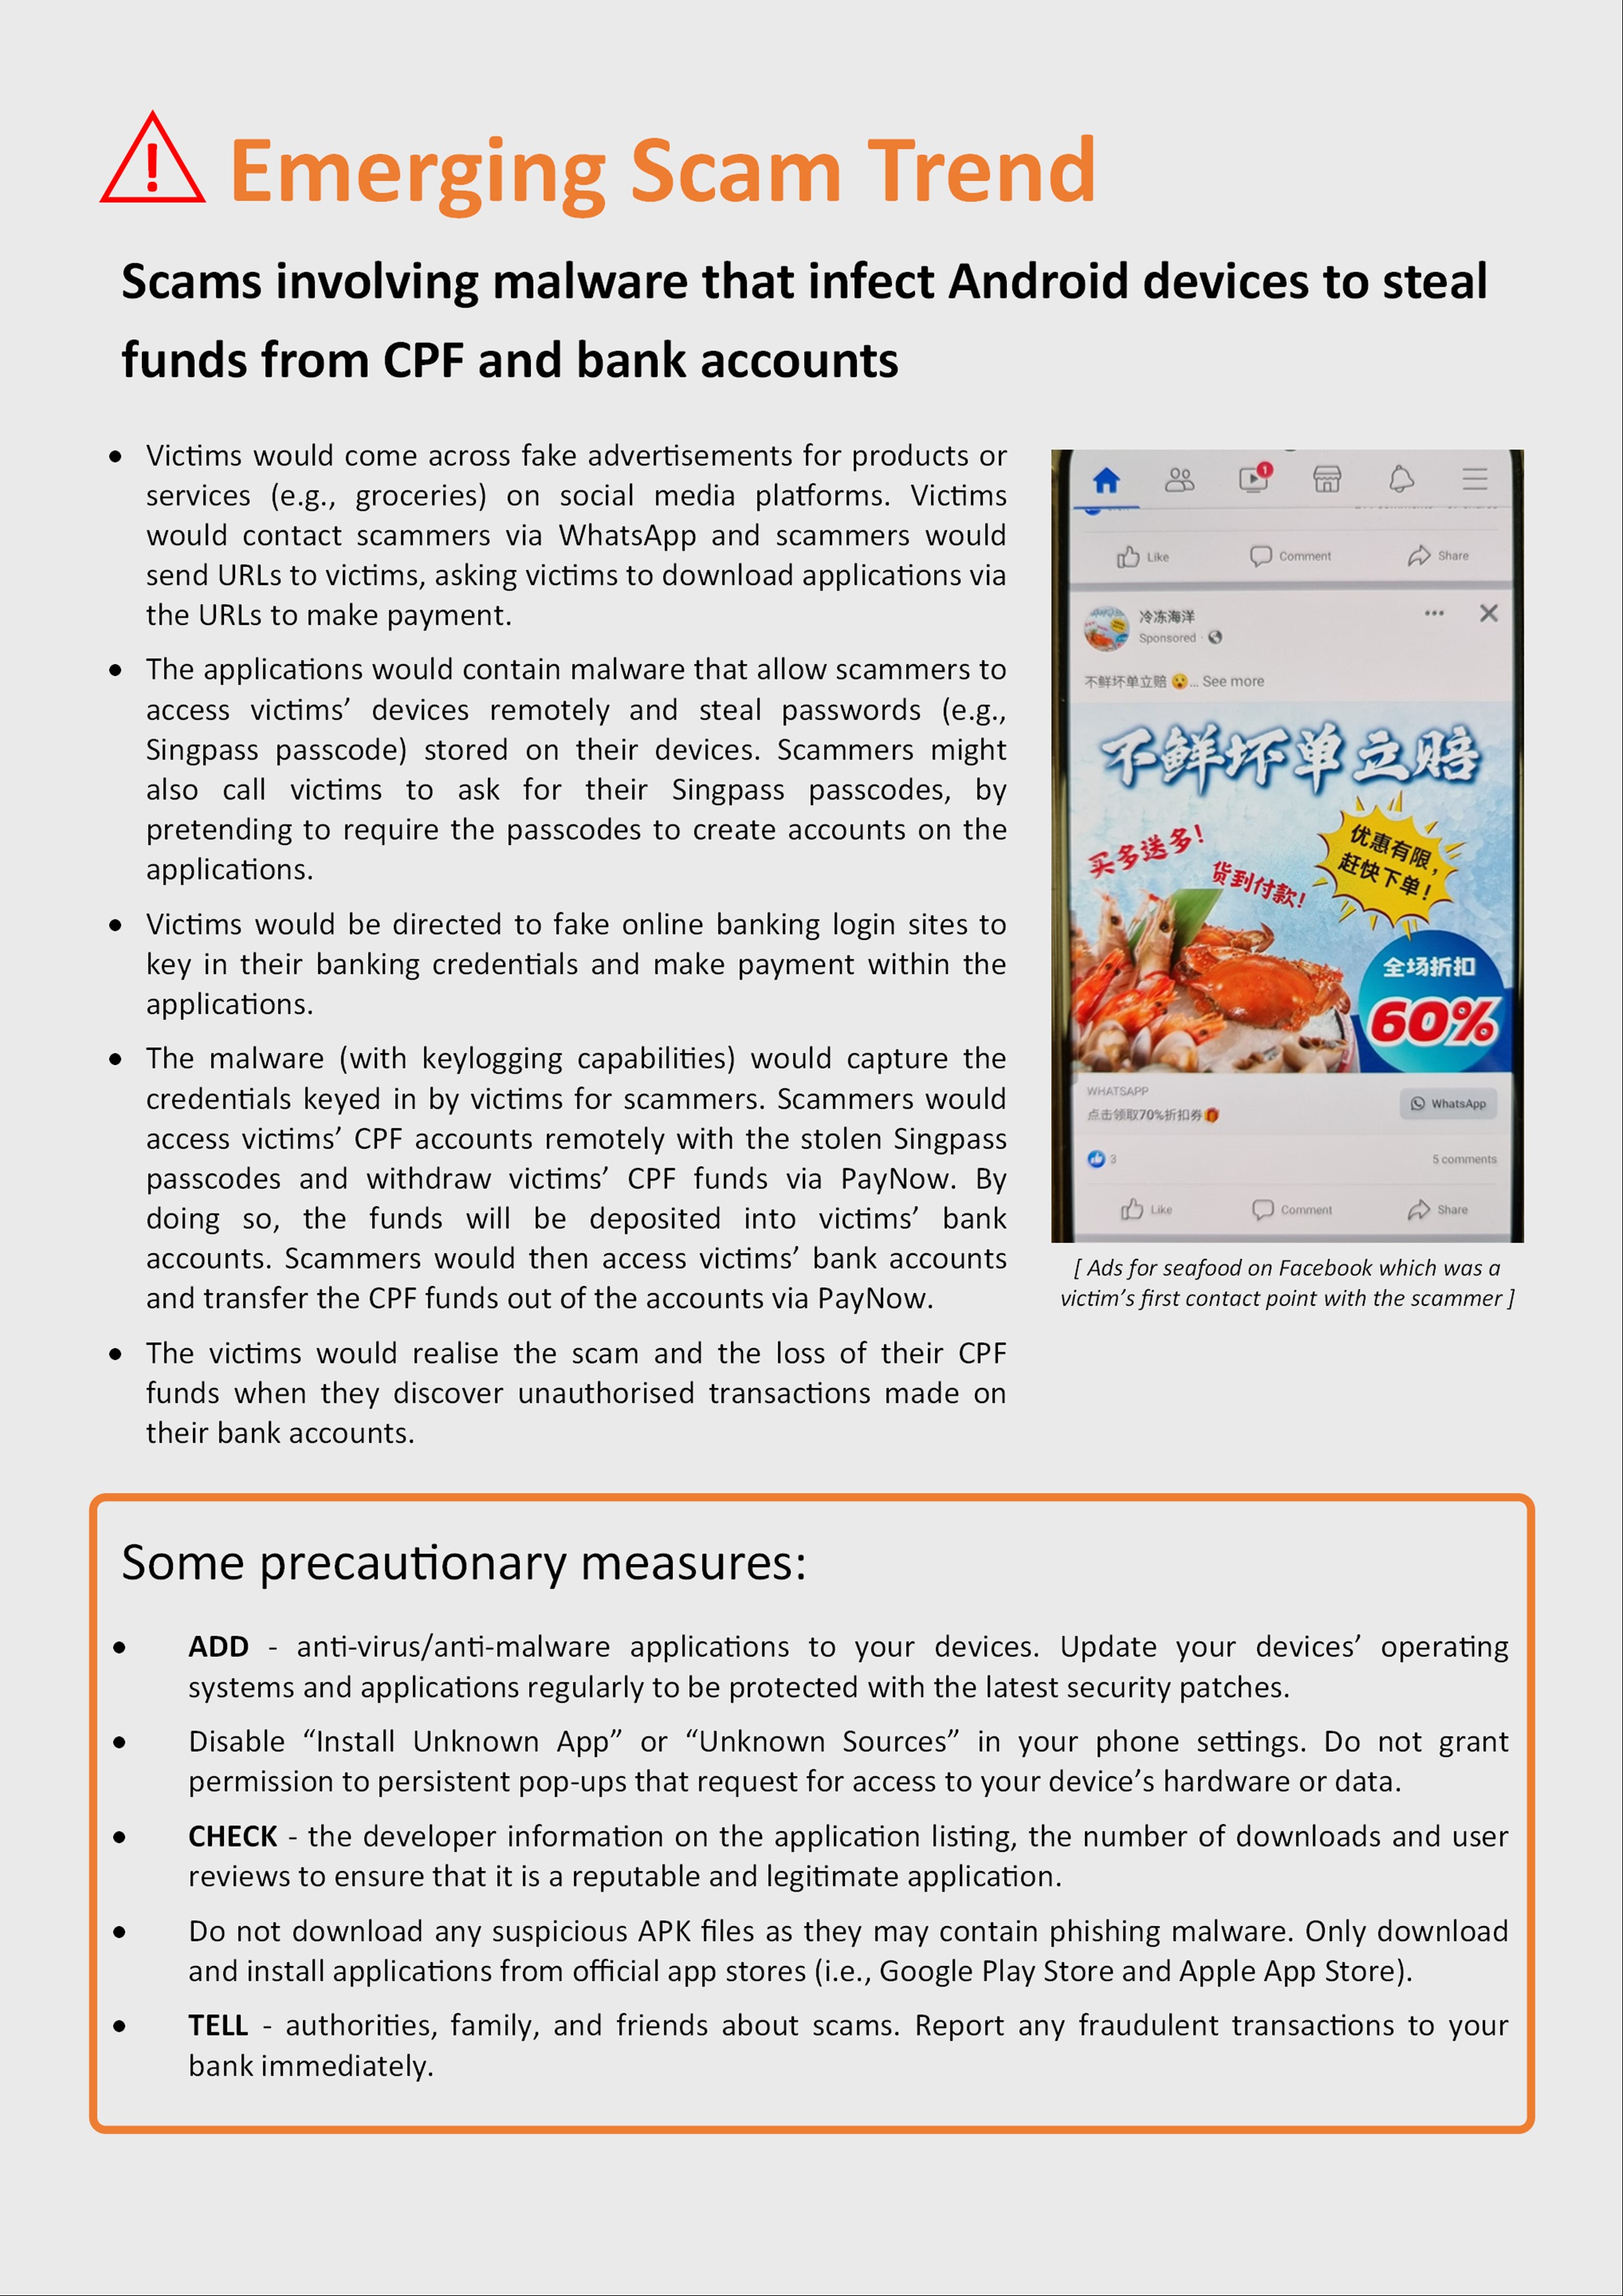 !
Emerging Scam Trend
Scams involving malware that infect Android devices to steal
funds from CPF and bank accounts
• Victims would come across fake advertisements for products or
services (e.g., groceries) on social media platforms. Victims
would contact scammers via WhatsApp and scammers would
send URLs to victims, asking victims to download applications via
the URLs to make payment.
• The applications would contain malware that allow scammers to
access victims’ devices remotely and steal passwords (e.g.,
Singpass passcode) stored on their devices. Scammers might
also call victims to ask for their Singpass passcodes, by
pretending to require the passcodes to create accounts on the
applications.
• Victims would be directed to fake online banking login sites to
key in their banking credentials and make payment within the
applications.
• The malware (with keylogging capabilities) would capture the
credentials keyed in by victims for scammers. Scammers would
access victims’ CPF accounts remotely with the stolen Singpass
passcodes and withdraw victims’ CPF funds via PayNow. By
doing so, the funds will be deposited into victims’ bank
accounts. Scammers would then access victims’ bank accounts
and transfer the CPF funds out of the accounts via PayNow.
• The victims would realise the scam and the loss of their CPF
funds when they discover unauthorised transactions made on
their bank accounts.
1
Like Comment Share
冷冻海洋
Sponsored ·
不鲜坏单立赔 😮... See more
不鲜坏单立赔
买多送多!
货到付款!
优惠有限,
赶快下单!
全场折扣
60%
WHATSAPP
点击领取70%折扣券🎁
WhatsApp
3
5 comments
Like Comment Share
[ Ads for seafood on Facebook which was a
victim’s first contact point with the scammer ]
Some precautionary measures:
• ADD - anti-virus/anti-malware applications to your devices. Update your devices’ operating
systems and applications regularly to be protected with the latest security patches.
• Disable “Install Unknown App” or “Unknown Sources” in your phone settings. Do not grant
permission to persistent pop-ups that request for access to your device’s hardware or data.
• CHECK - the developer information on the application listing, the number of downloads and user
reviews to ensure that it is a reputable and legitimate application.
• Do not download any suspicious APK files as they may contain phishing malware. Only download
and install applications from official app stores (i.e., Google Play Store and Apple App Store).
• TELL - authorities, family, and friends about scams. Report any fraudulent transactions to your
bank immediately.